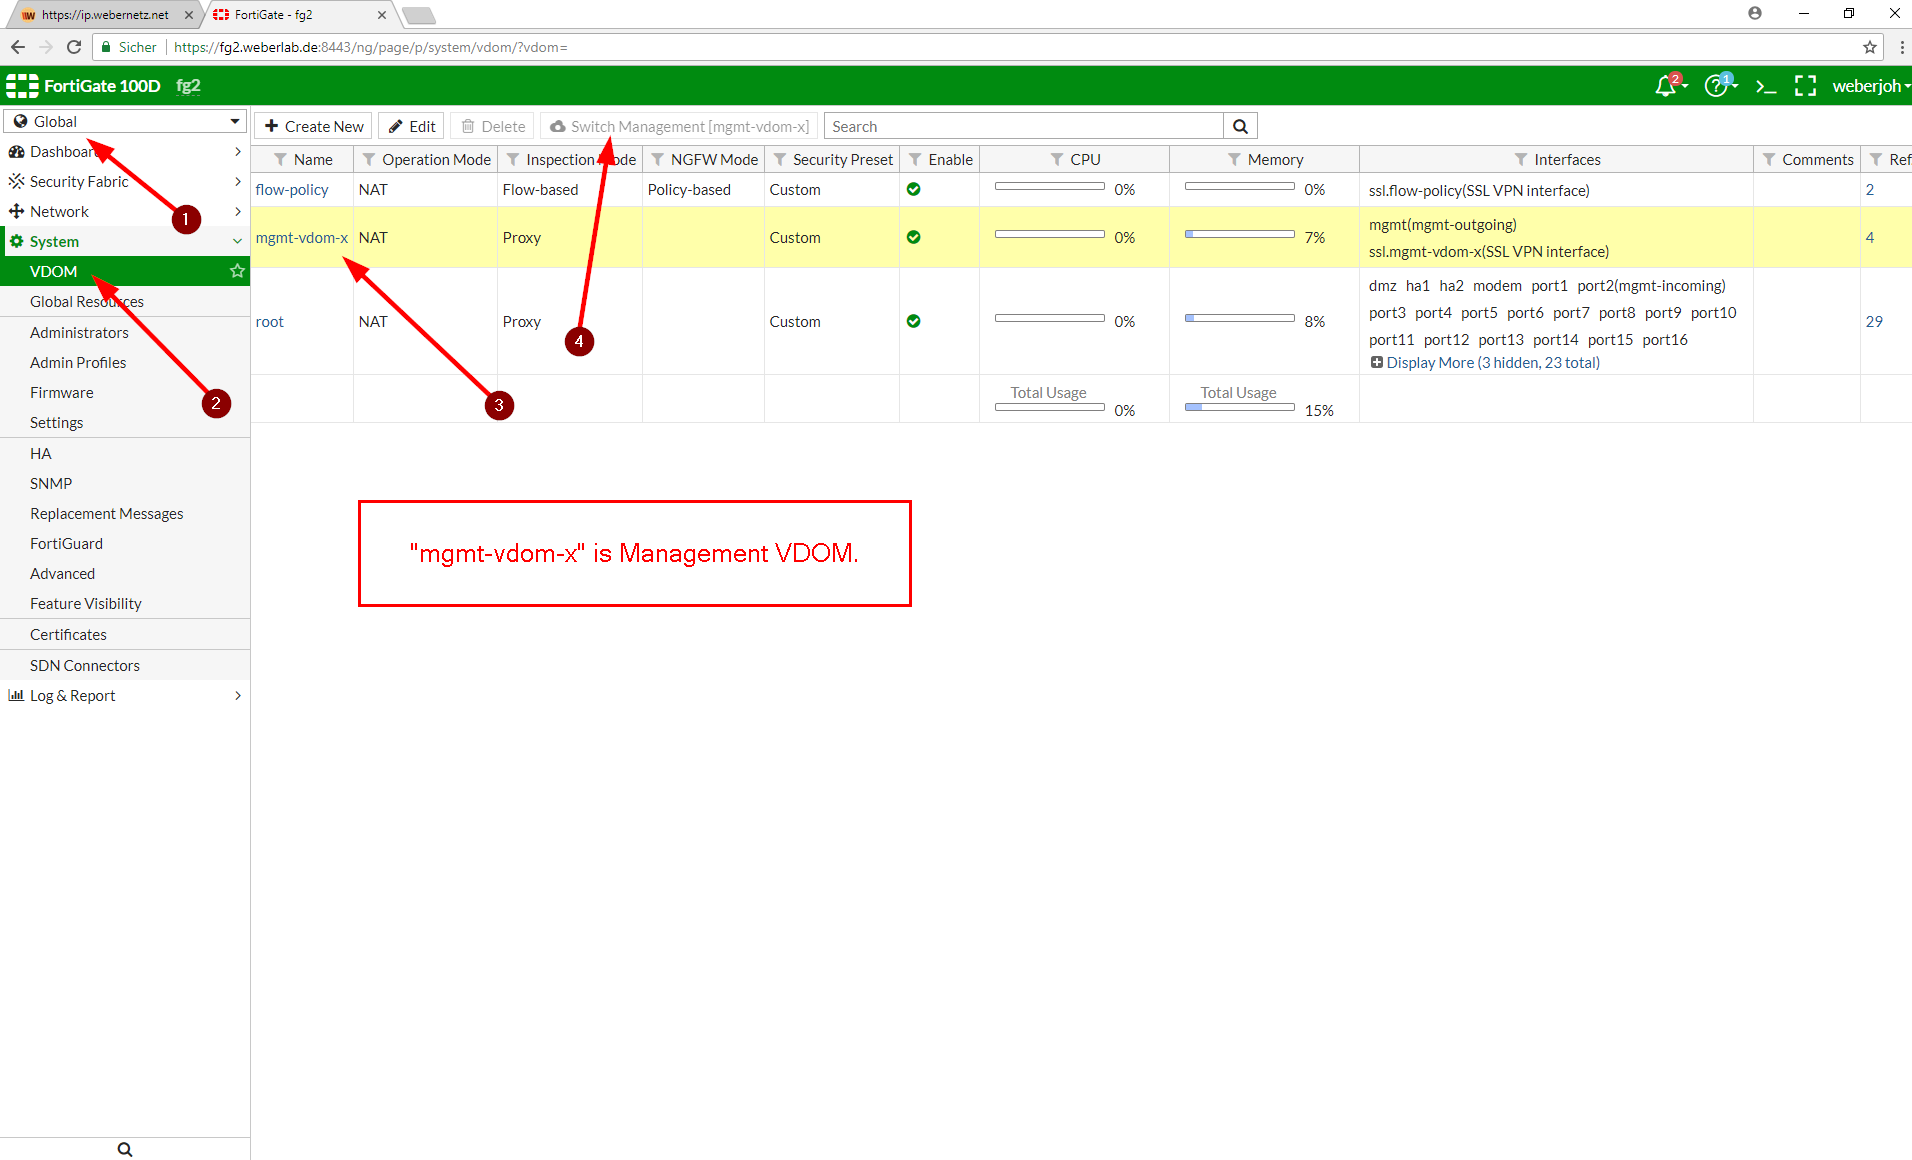 https://ip.webernetz.net
FortiGate - fg2
Sicher
https://fg2.weberlab.de:8443/ng/page/p/system/vdom/?vdom=
FortiGate 100D fg2
2
1
weberjoh
Global
Create New
Edit
Delete
Switch Management [mgmt-vdom-x]
Search
Dashboar
Security Fabric
Network
System
VDOM
Global Resources
Administrators
Admin Profiles
Firmware
Settings
HA
SNMP
Replacement Messages
FortiGuard
Advanced
Feature Visibility
Certificates
SDN Connectors
Log & Report
Name Operation Mode Inspection Mode NGFW Mode Security Preset Enable CPU Memory Interfaces Comments Ref.
flow-policy NAT Flow-based Policy-based Custom 0% 0% ssl.flow-policy(SSL VPN interface) 2
mgmt-vdom-x NAT Proxy Custom 0% 7% mgmt(mgmt-outgoing) 4
ssl.mgmt-vdom-x(SSL VPN interface)
root NAT Proxy Custom 0% 8% dmz ha1 ha2 modem port1 port2(mgmt-incoming) 29
port3 port4 port5 port6 port7 port8 port9 port10
port11 port12 port13 port14 port15 port16
Display More (3 hidden, 23 total)
Total Usage 0% Total Usage 15%
1
2
3
4
"mgmt-vdom-x" is Management VDOM.